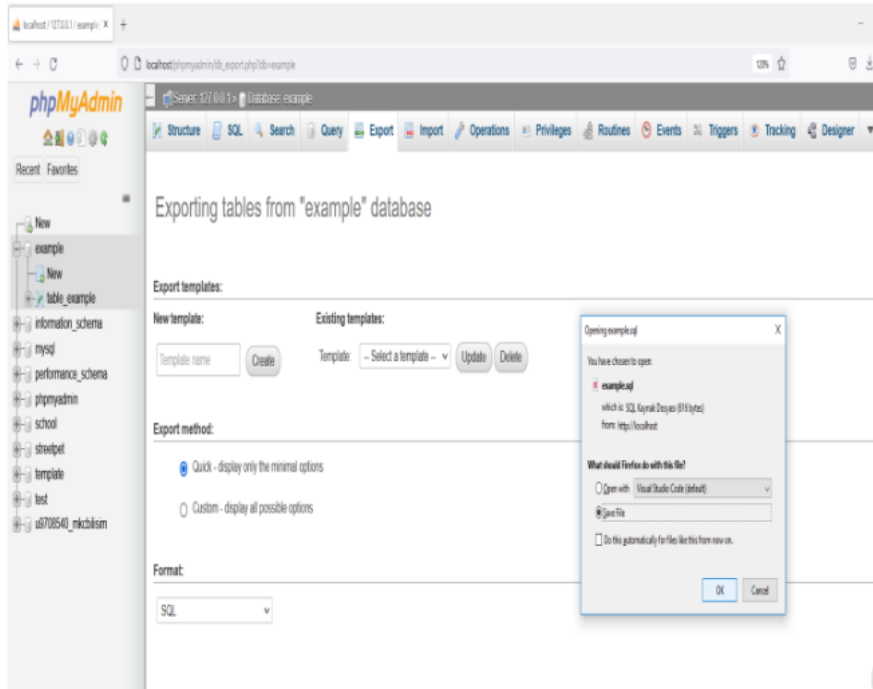 localhost / 127.0.0.1 / example
localhost/phpmyadmin/db_export.php?db=example
120%
phpMyAdmin
Server: 127.0.0.1 » Database: example
Structure SQL Search Query Export Import Operations Privileges Routines Events Triggers Tracking Designer
Recent Favorites
New
example
New
table_example
information_schema
mysql
performance_schema
phpmyadmin
school
streetpet
template
test
u9708540_mkcbilisim
Exporting tables from "example" database
Export templates:
New template: Existing templates:
Template name Create Template: -- Select a template -- Update Delete
Export method:
Quick - display only the minimal options
Custom - display all possible options
Format:
SQL
Opening example.sql X
You have chosen to open:
example.sql
which is: SQL Kaynak Dosyası (816 bytes)
from: http://localhost
What should Firefox do with this file?
Open with Visual Studio Code (default)
Save File
Do this automatically for files like this from now on.
OK Cancel